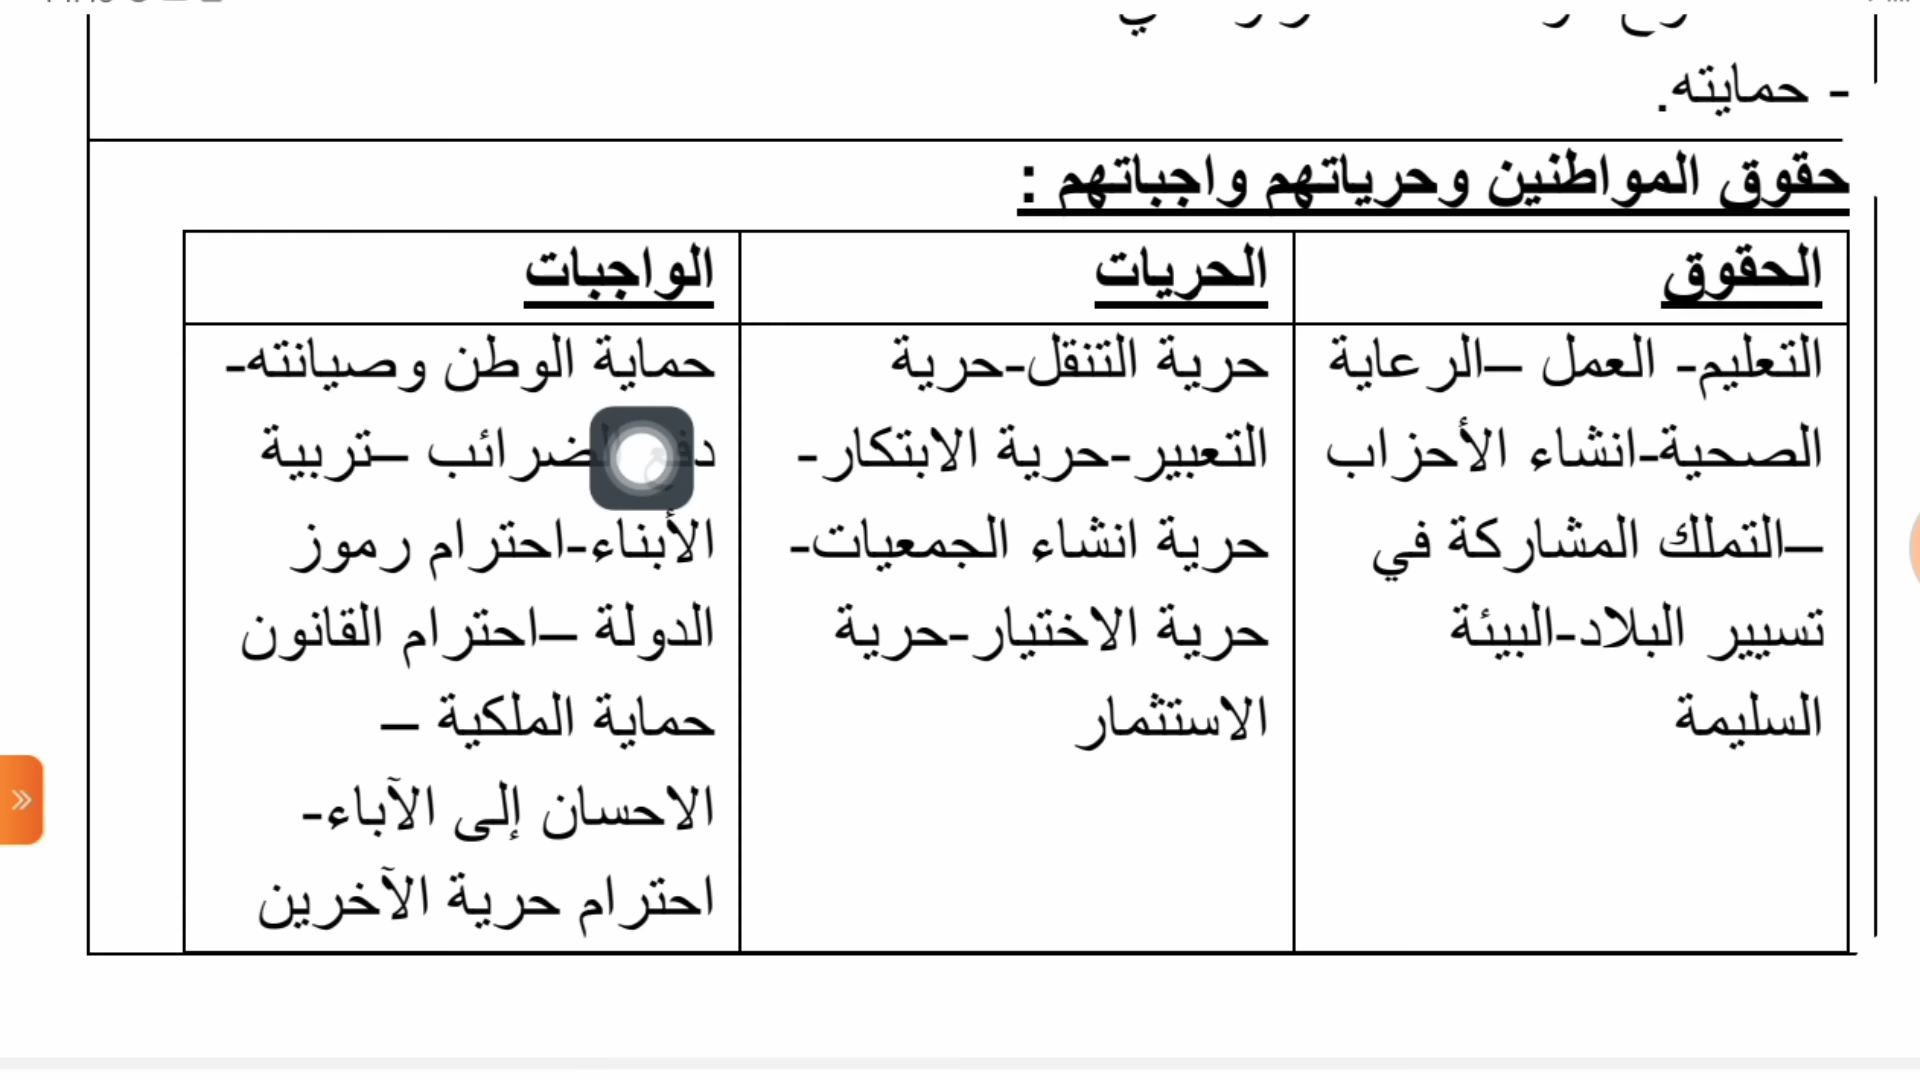 - حمايته.
حقوق المواطنين وحرياتهم واجباتهم :
الحقوق
الحريات
الواجبات
التعليم- العمل –الرعاية
الصحية-انشاء الأحزاب
–التملك المشاركة في
تسيير البلاد-البيئة
السليمة
حرية التنقل-حرية
التعبير-حرية الابتكار-
حرية انشاء الجمعيات-
حرية الاختيار-حرية
الاستثمار
حماية الوطن وصيانته-
الضرائب –تربية
الأبناء-احترام رموز
الدولة –احترام القانون
حماية الملكية –
الاحسان إلى الآباء-
احترام حرية الآخرين